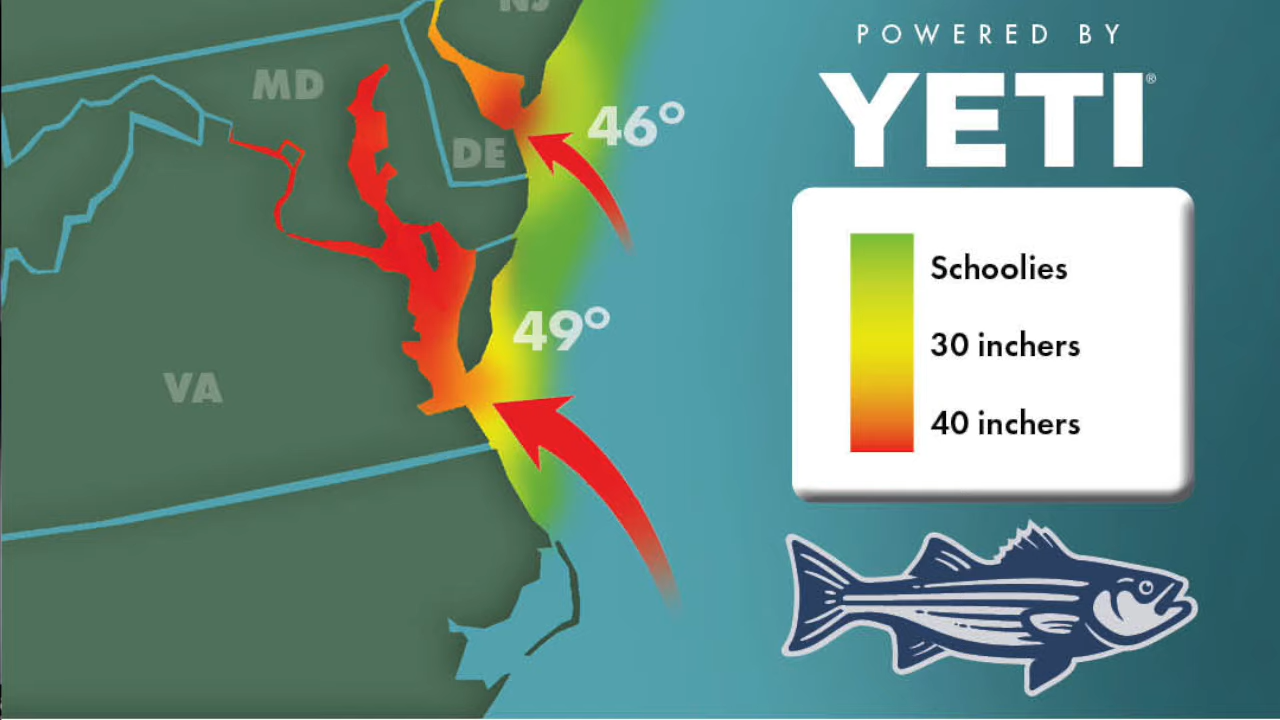 NJ
POWERED BY
YETI®
MD
46°
DE
Schoolies
49°
30 inchers
VA
40 inchers